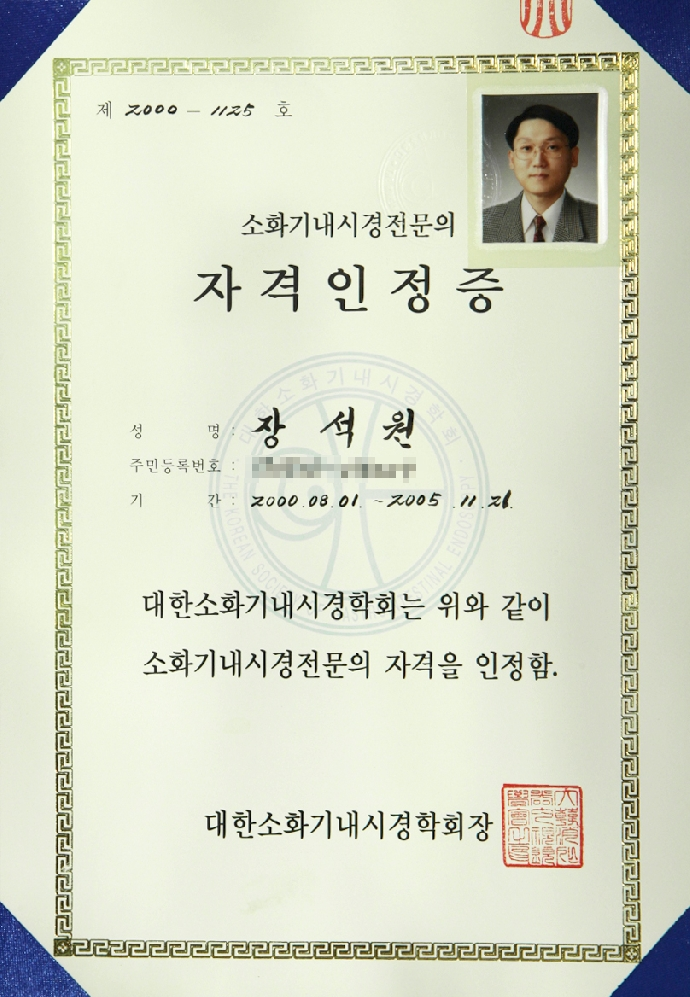 제 2000 - 1125 호
소화기내시경전문의
자격인정증
성 명 : 장 석 원
주민등록번호 :
기 간 : 2000.08.01. ~ 2005.11.26.
대한소화기내시경학회는 위와 같이
소화기내시경전문의 자격을 인정함.
대한소화기내시경학회장